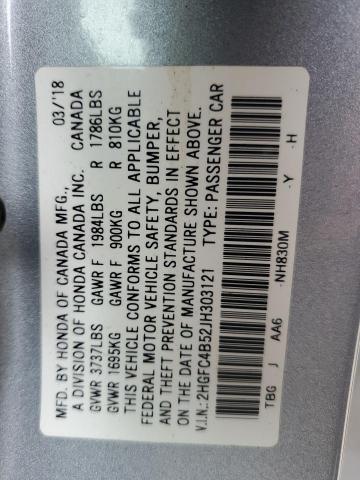 MFD. BY HONDA OF CANADA MFG., 03/'18
A DIVISION OF HONDA CANADA INC. CANADA
GVWR 3737LBS GAWR F 1984LBS R 1786LBS
GVWR 1695KG GAWR F 900KG R 810KG
THIS VEHICLE CONFORMS TO ALL APPLICABLE
FEDERAL MOTOR VEHICLE SAFETY, BUMPER,
AND THEFT PREVENTION STANDARDS IN EFFECT
ON THE DATE OF MANUFACTURE SHOWN ABOVE.
V.I.N.: 2HGFC4B52JH303121 TYPE: PASSENGER CAR
TBG J AA6 -NH830M -Y -H